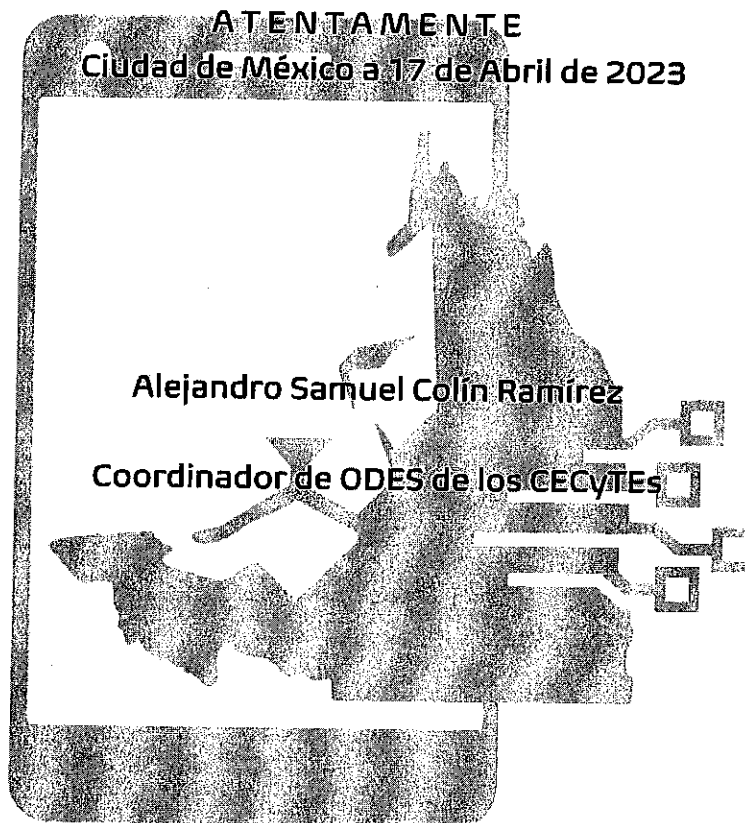 ATENTAMENTE
Ciudad de México a 17 de Abril de 2023
Alejandro Samuel Colín Ramírez
Coordinador de ODES de los CECyTEs